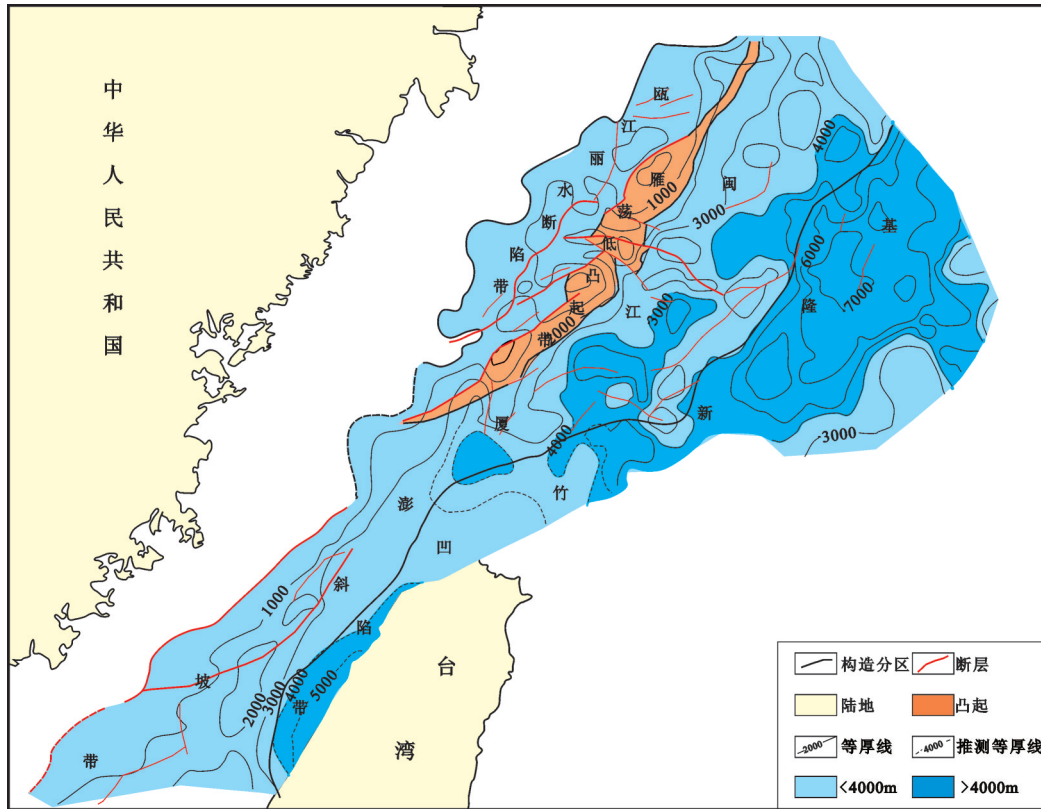 中华人民共和国
瓯江丽水断陷带
雁荡低凸起带
闽江厦澎斜坡带
基隆新竹凹陷带
台湾
1000
3000
4000
6000
7000
3000
2000
3000
4000
1000
2000
3000
4000
5000
构造分区
断层
陆地
凸起
2000
等厚线
4000
推测等厚线
<4000m
>4000m